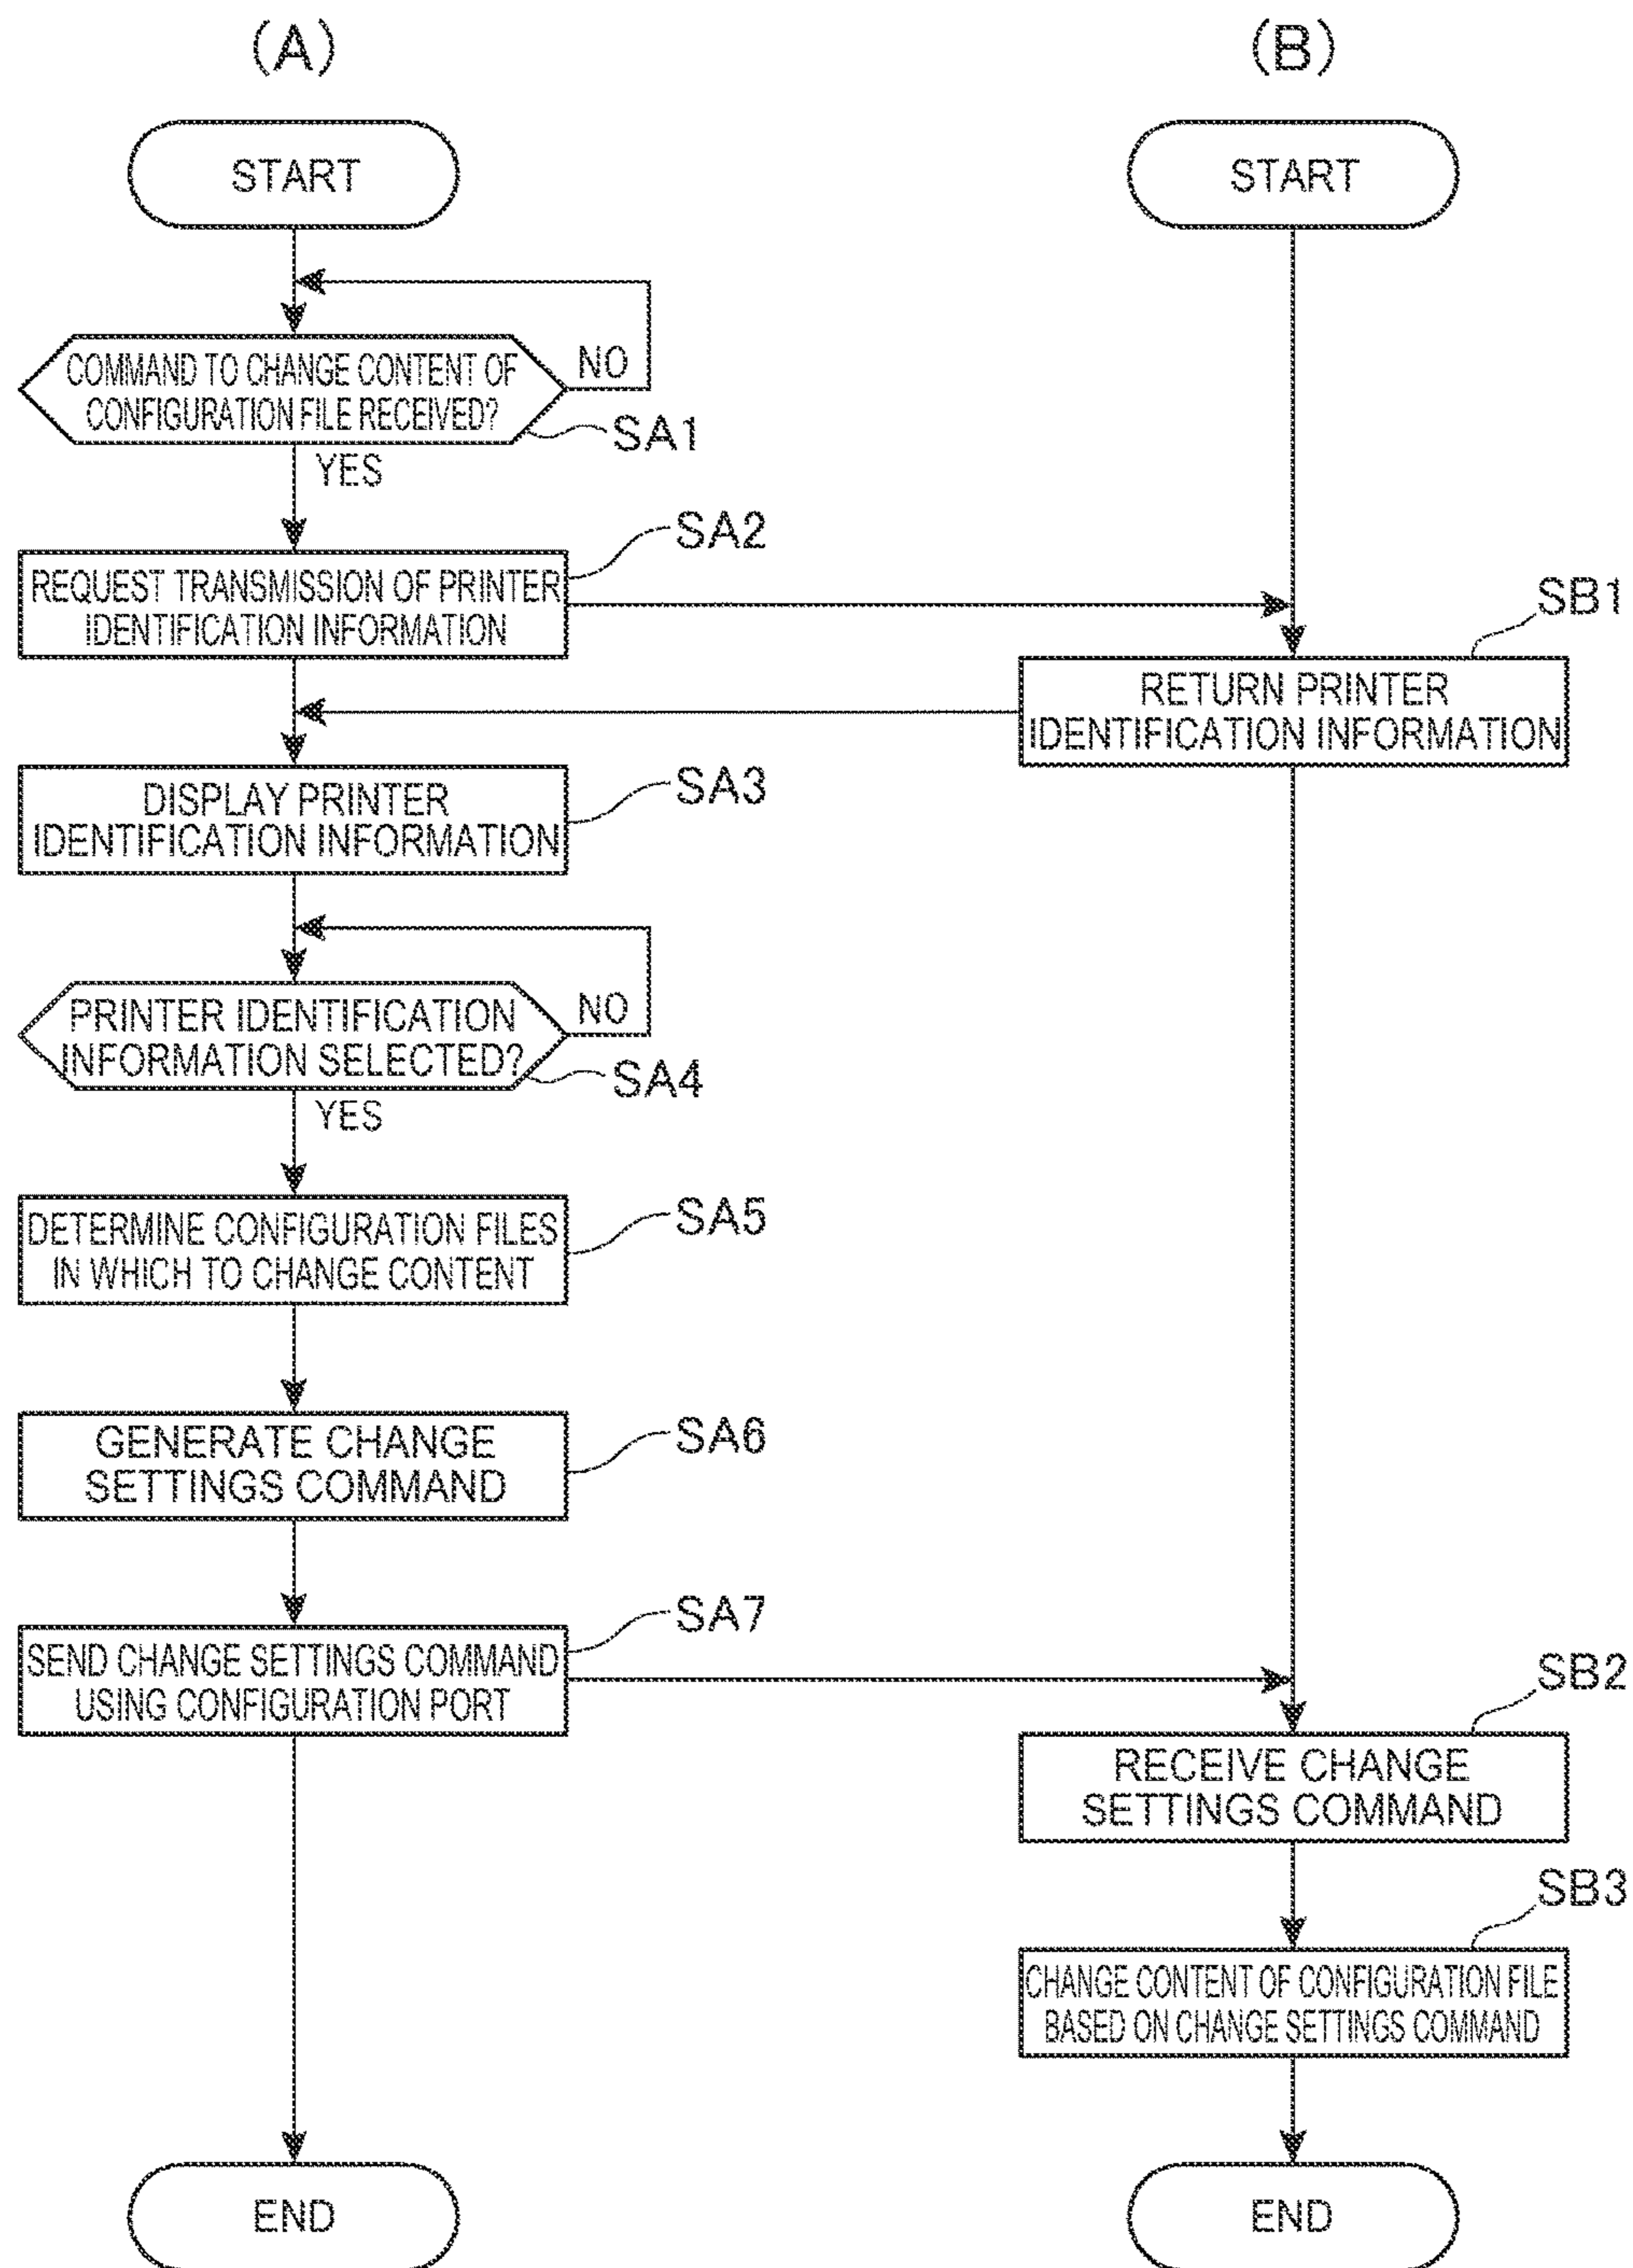 (A)
START
COMMAND TO CHANGE CONTENT OF
CONFIGURATION FILE RECEIVED?
NO
SA1
YES
SA2
REQUEST TRANSMISSION OF PRINTER
IDENTIFICATION INFORMATION
SA3
DISPLAY PRINTER
IDENTIFICATION INFORMATION
PRINTER IDENTIFICATION
INFORMATION SELECTED?
NO
SA4
YES
SA5
DETERMINE CONFIGURATION FILES
IN WHICH TO CHANGE CONTENT
SA6
GENERATE CHANGE
SETTINGS COMMAND
SA7
SEND CHANGE SETTINGS COMMAND
USING CONFIGURATION PORT
END
(B)
START
SB1
RETURN PRINTER
IDENTIFICATION INFORMATION
SB2
RECEIVE CHANGE
SETTINGS COMMAND
SB3
CHANGE CONTENT OF CONFIGURATION FILE
BASED ON CHANGE SETTINGS COMMAND
END